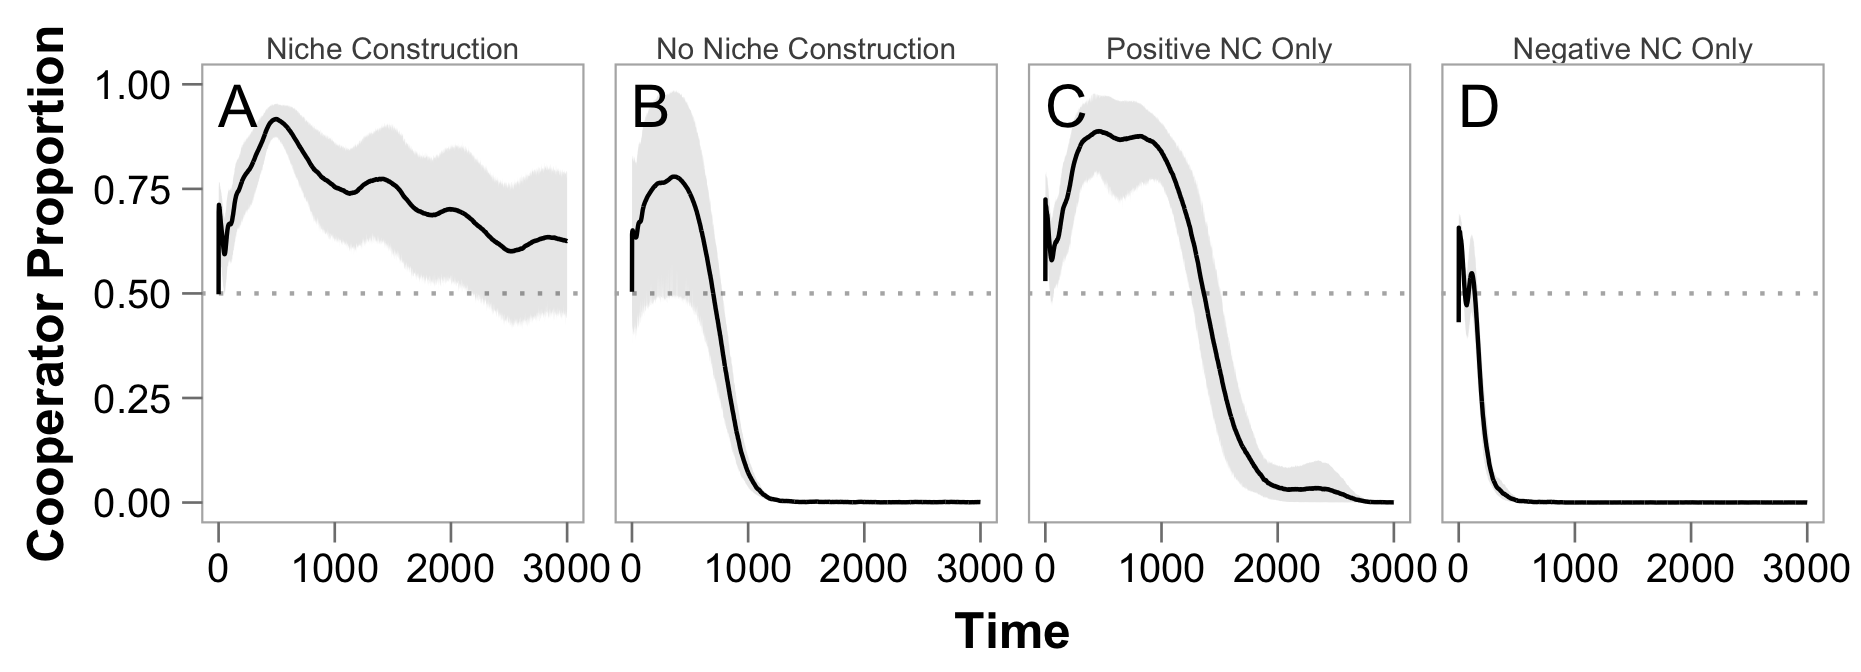 Niche Construction
No Niche Construction
Positive NC Only
Negative NC Only
A
B
C
D
Cooperator Proportion
1.00
0.75
0.50
0.25
0.00
0 1000 2000 3000
0 1000 2000 3000
0 1000 2000 3000
0 1000 2000 3000
Time